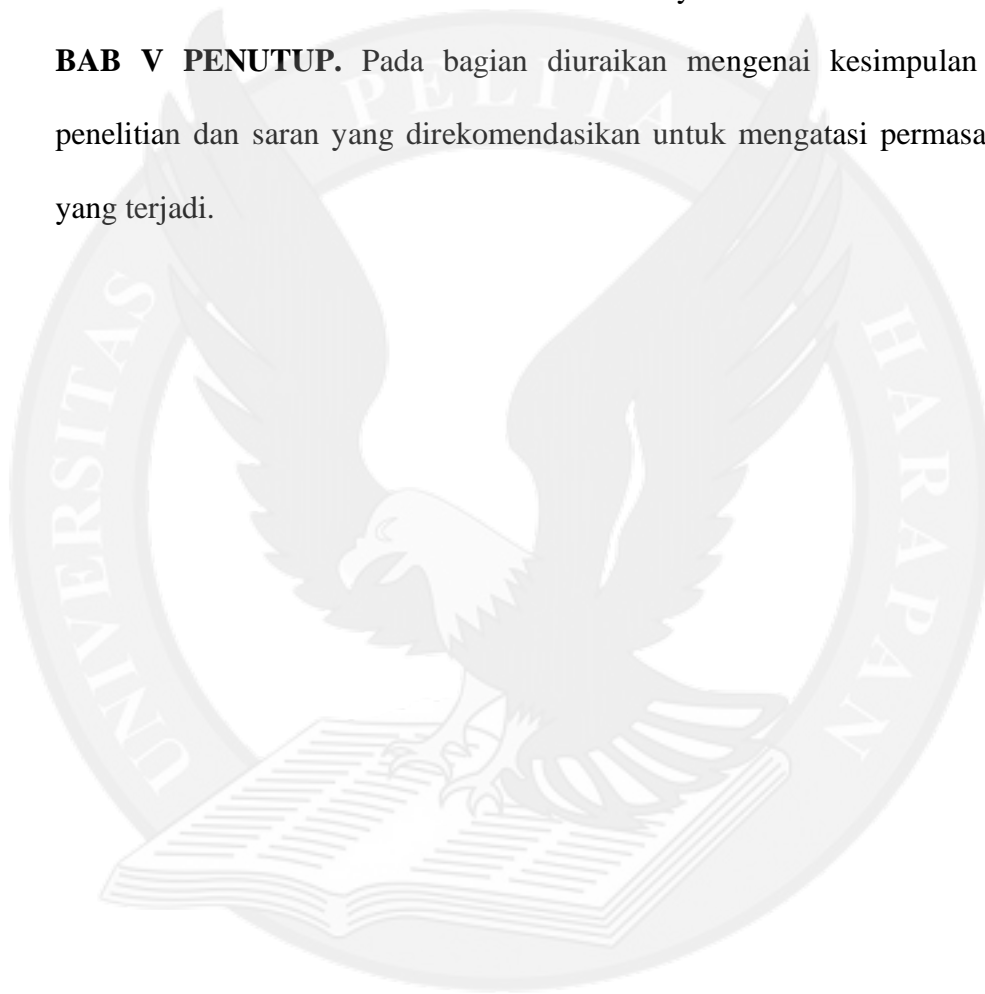 BAB V PENUTUP. Pada bagian diuraikan mengenai kesimpulan
penelitian dan saran yang direkomendasikan untuk mengatasi permasa
yang terjadi.
UNIVERSITAS PELITA HARAPAN